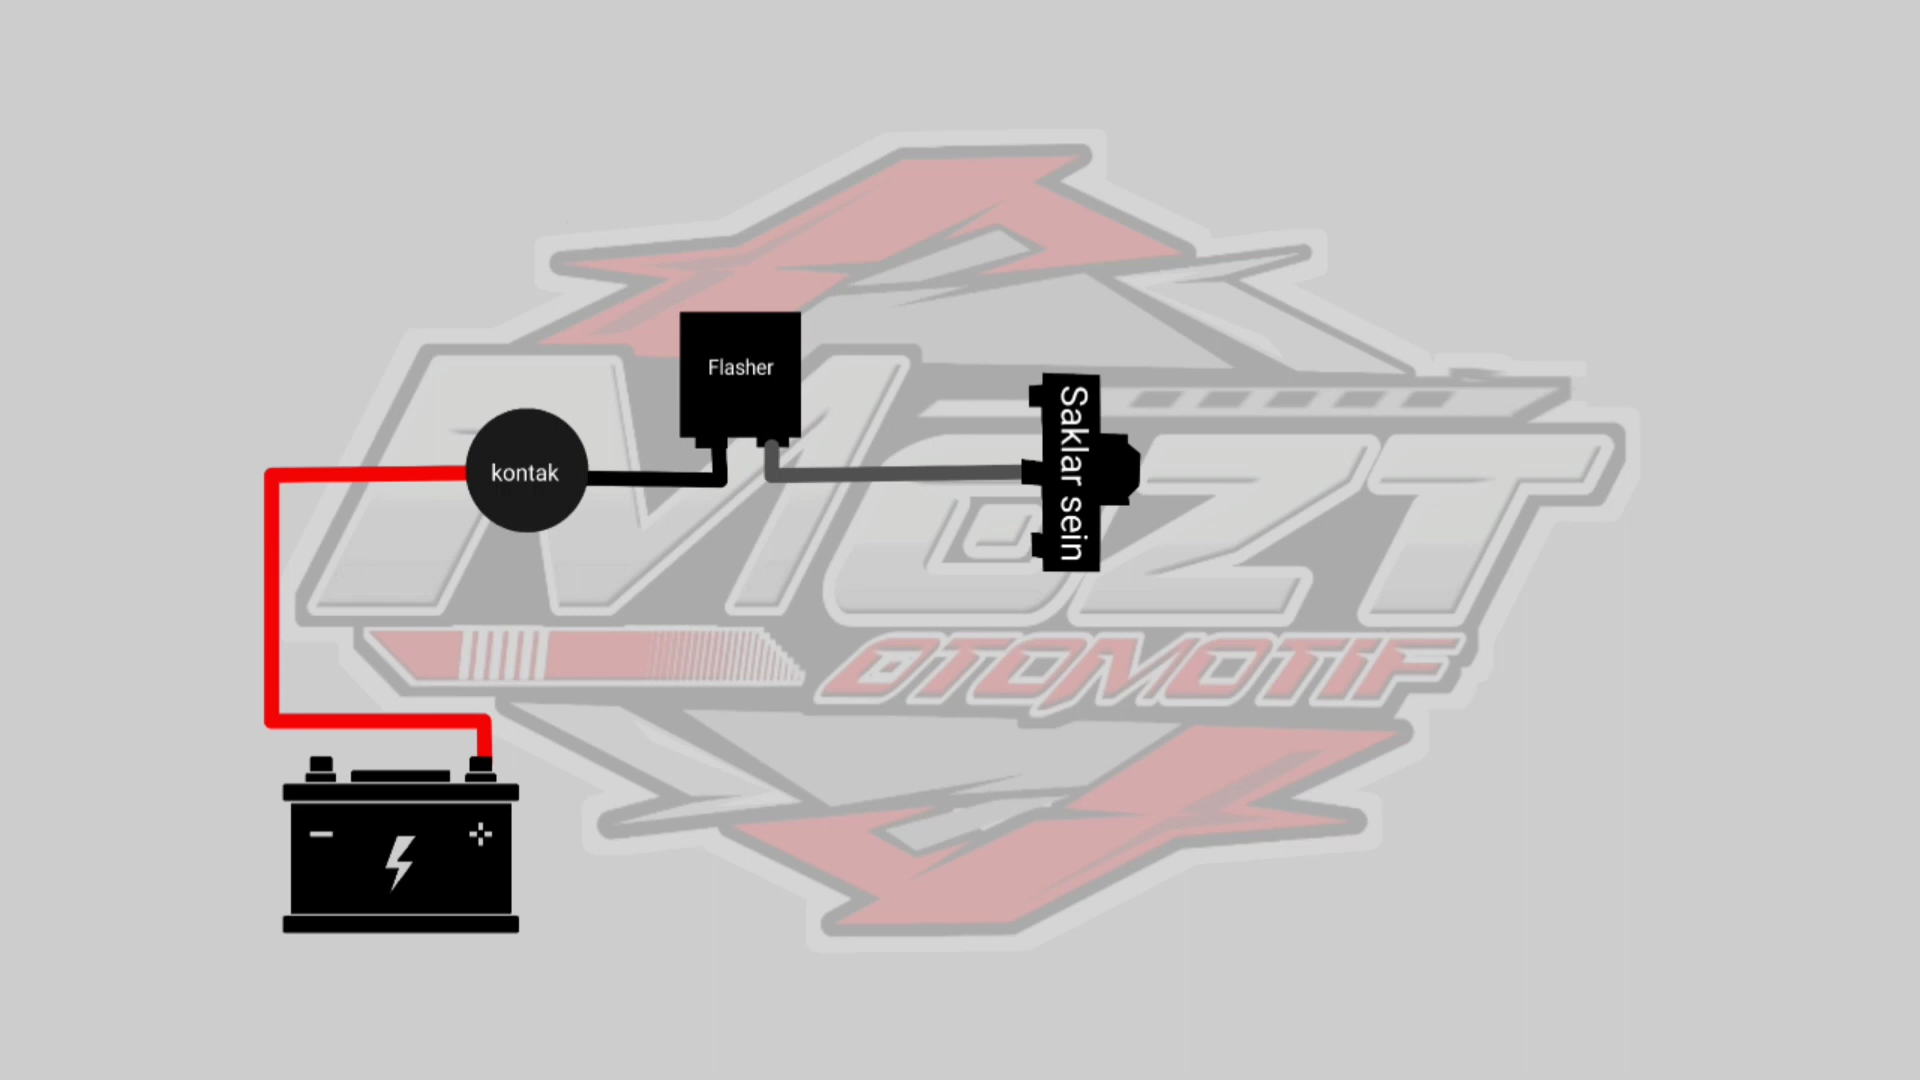 Flasher
kontak
Saklar sein
MOZT
OTOMOTIF
- +